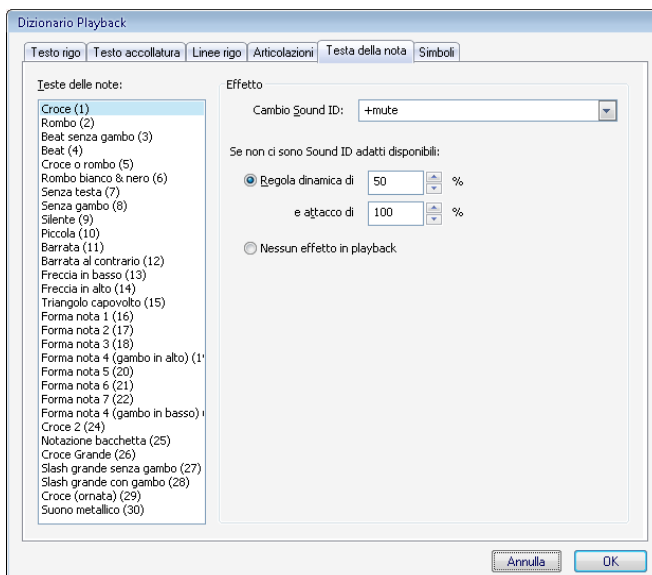 Dizionario Playback
Testo rigo Testo accollatura Linee rigo Articolazioni Testa della nota Simboli
Teste delle note:
Croce (1)
Rombo (2)
Beat senza gambo (3)
Beat (4)
Croce o rombo (5)
Rombo bianco & nero (6)
Senza testa (7)
Senza gambo (8)
Silente (9)
Piccola (10)
Barrata (11)
Barrata al contrario (12)
Freccia in basso (13)
Freccia in alto (14)
Triangolo capovolto (15)
Forma nota 1 (16)
Forma nota 2 (17)
Forma nota 3 (18)
Forma nota 4 (gambo in alto) (1
Forma nota 5 (20)
Forma nota 6 (21)
Forma nota 7 (22)
Forma nota 4 (gambo in basso)
Croce 2 (24)
Notazione bacchetta (25)
Croce Grande (26)
Slash grande senza gambo (27)
Slash grande con gambo (28)
Croce (ornata) (29)
Suono metallico (30)
Effetto
Cambio Sound ID: +mute
Se non ci sono Sound ID adatti disponibili:
Regola dinamica di 50 %
e attacco di 100 %
Nessun effetto in playback
Annulla OK